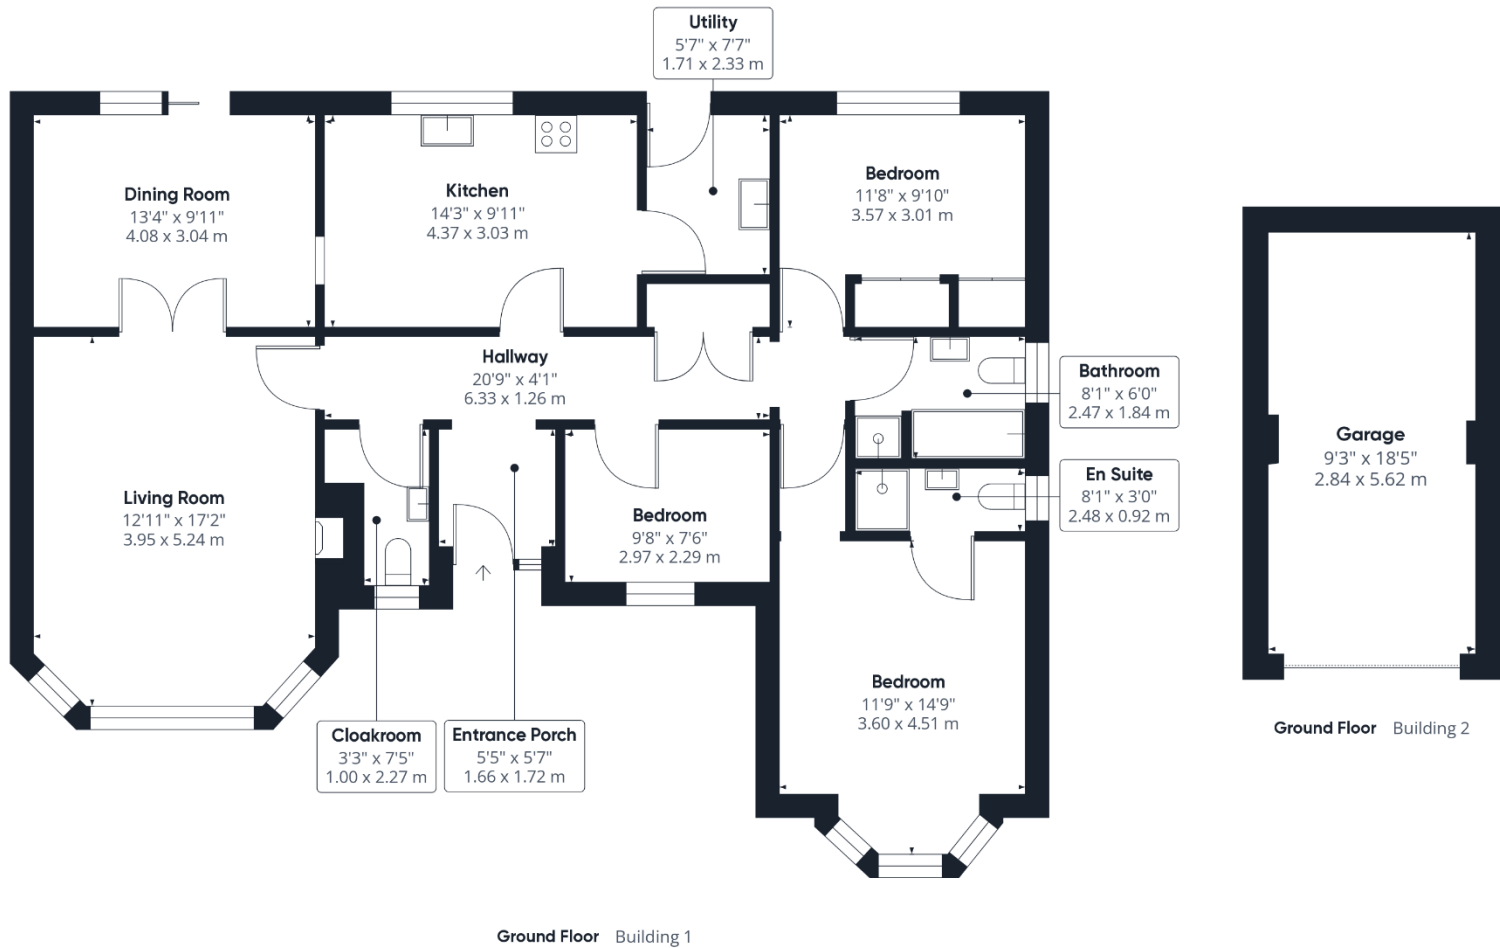 Utility
5'7" x 7'7"
1.71 x 2.33 m
Dining Room
13'4" x 9'11"
4.08 x 3.04 m
Kitchen
14'3" x 9'11"
4.37 x 3.03 m
Bedroom
11'8" x 9'10"
3.57 x 3.01 m
Hallway
20'9" x 4'1"
6.33 x 1.26 m
Bathroom
8'1" x 6'0"
2.47 x 1.84 m
Living Room
12'11" x 17'2"
3.95 x 5.24 m
Bedroom
9'8" x 7'6"
2.97 x 2.29 m
En Suite
8'1" x 3'0"
2.48 x 0.92 m
Garage
9'3" x 18'5"
2.84 x 5.62 m
Bedroom
11'9" x 14'9"
3.60 x 4.51 m
Cloakroom
3'3" x 7'5"
1.00 x 2.27 m
Entrance Porch
5'5" x 5'7"
1.66 x 1.72 m
Ground Floor Building 2
Ground Floor Building 1